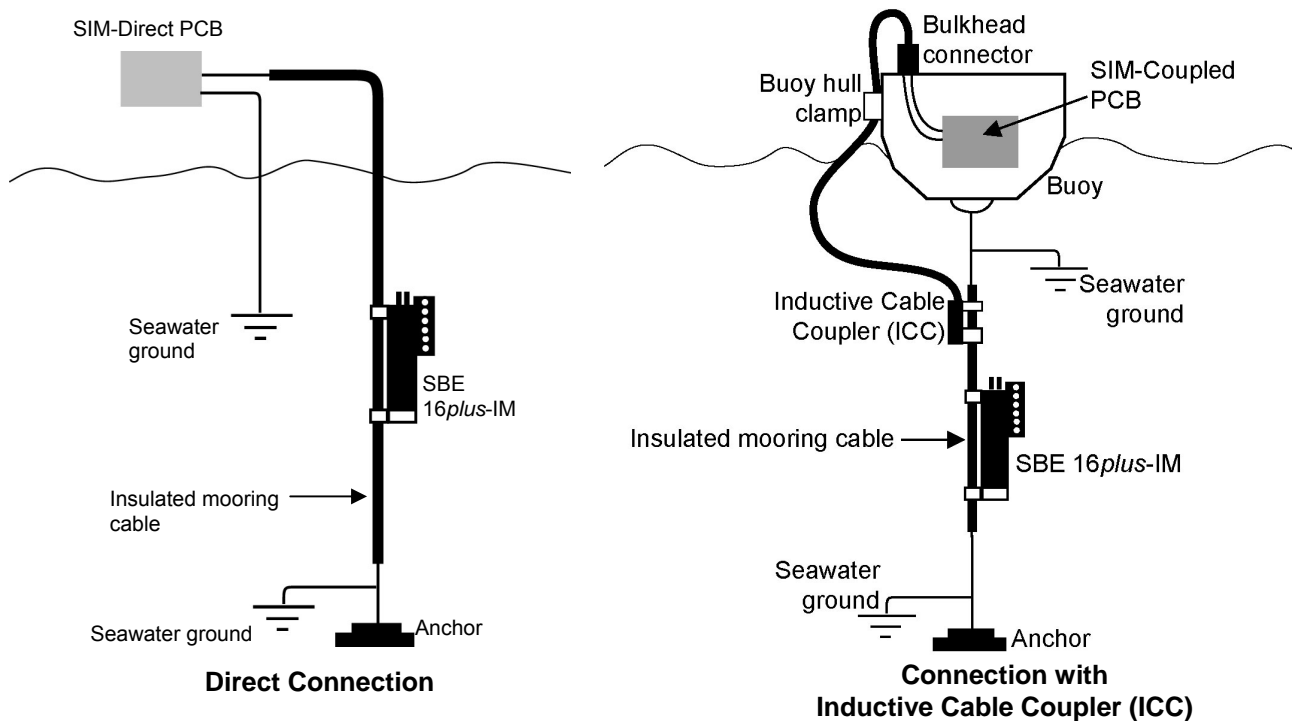 SIM-Direct PCB
Seawater
ground
SBE
16plus-IM
Insulated mooring
cable
Seawater ground
Anchor
Direct Connection
Bulkhead
connector
SIM-Coupled
PCB
Buoy hull
clamp
Buoy
Seawater
ground
Inductive Cable
Coupler (ICC)
Insulated mooring cable
SBE 16plus-IM
Seawater
ground
Anchor
Connection with
Inductive Cable Coupler (ICC)